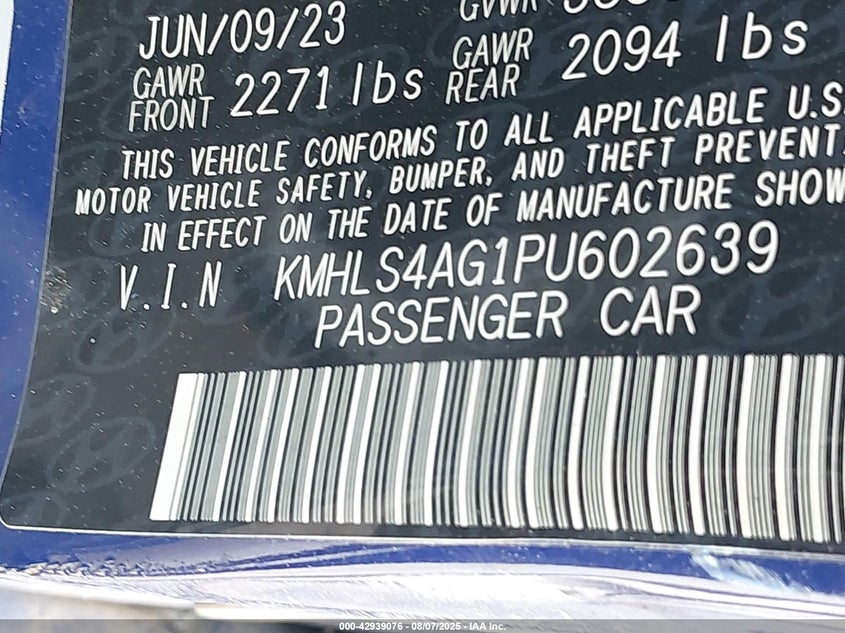 JUN/09/23 GVWR
GAWR FRONT 2271 lbs GAWR REAR 2094 lbs
THIS VEHICLE CONFORMS TO ALL APPLICABLE U.S.
MOTOR VEHICLE SAFETY, BUMPER, AND THEFT PREVENT
IN EFFECT ON THE DATE OF MANUFACTURE SHOW
V.I.N KMHLS4AG1PU602639
PASSENGER CAR
000-42939076 - 08/07/2025 - IAA Inc.